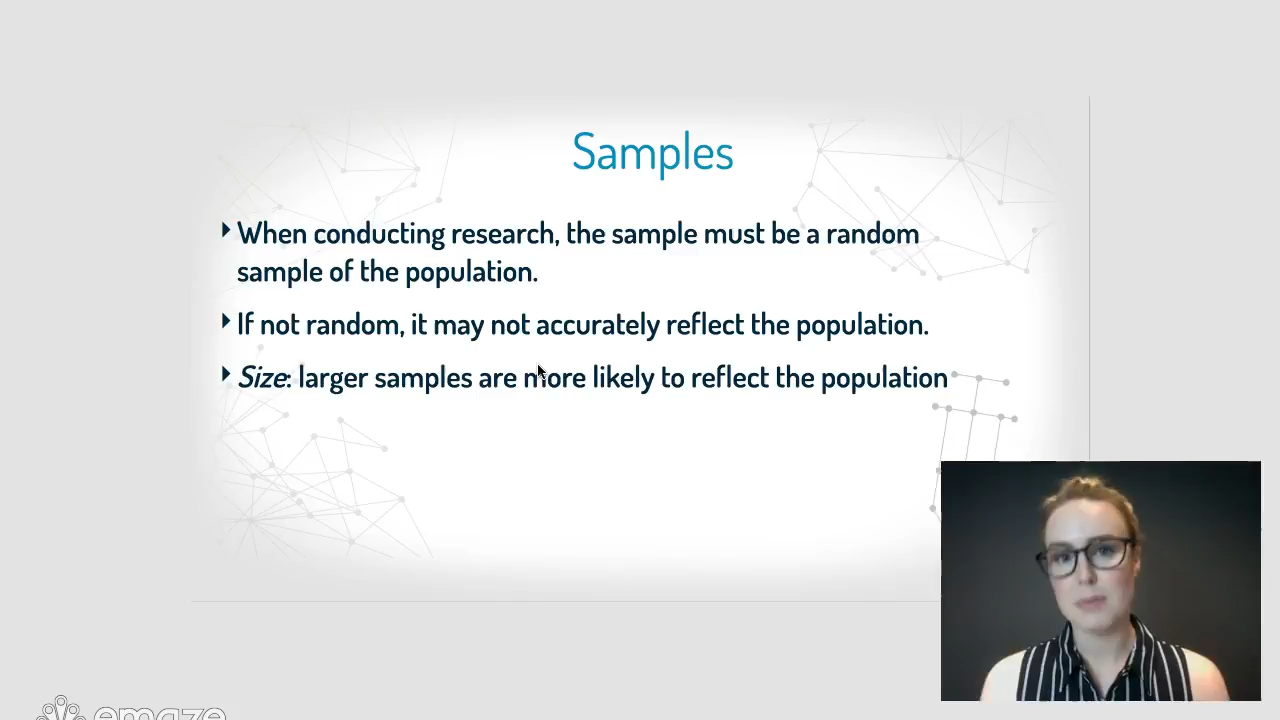 Samples
When conducting research, the sample must be a random
sample of the population.
If not random, it may not accurately reflect the population.
Size: larger samples are more likely to reflect the population
emaze